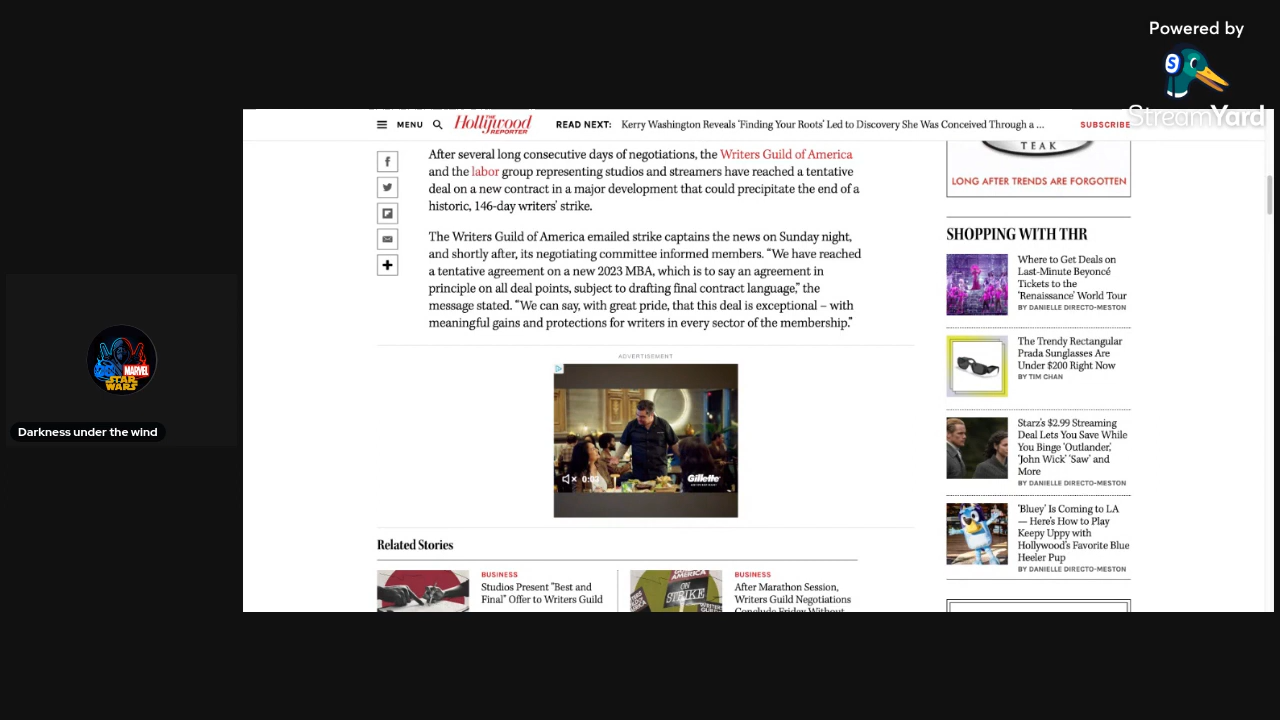 Powered by
S
StreamYard
MENU
THE
Hollywood
REPORTER
READ NEXT: Kerry Washington Reveals 'Finding Your Roots' Led to Discovery She Was Conceived Through a ...
SUBSCRIBE
After several long consecutive days of negotiations, the Writers Guild of America
and the labor group representing studios and streamers have reached a tentative
deal on a new contract in a major development that could precipitate the end of a
historic, 146-day writers' strike.
The Writers Guild of America emailed strike captains the news on Sunday night,
and shortly after, its negotiating committee informed members. “We have reached
a tentative agreement on a new 2023 MBA, which is to say an agreement in
principle on all deal points, subject to drafting final contract language,” the
message stated. “We can say, with great pride, that this deal is exceptional – with
meaningful gains and protections for writers in every sector of the membership.”
ADVERTISEMENT
Gillette
Related Stories
BUSINESS
Studios Present “Best and
Final” Offer to Writers Guild
AMERICA
ON
STRIKE
BUSINESS
After Marathon Session,
Writers Guild Negotiations
Conclude Friday Without
TEAK
LONG AFTER TRENDS ARE FORGOTTEN
SHOPPING WITH THR
Where to Get Deals on
Last-Minute Beyoncé
Tickets to the
'Renaissance' World Tour
BY DANIELLE DIRECTO-MESTON
The Trendy Rectangular
Prada Sunglasses Are
Under $200 Right Now
BY TIM CHAN
Starz's $2.99 Streaming
Deal Lets You Save While
You Binge 'Outlander,'
'John Wick' 'Saw' and
More
BY DANIELLE DIRECTO-MESTON
'Bluey' Is Coming to LA
— Here's How to Play
Keepy Uppy with
Hollywood's Favorite Blue
Heeler Pup
BY DANIELLE DIRECTO-MESTON
DC MARVEL
STAR
WARS
Darkness under the wind